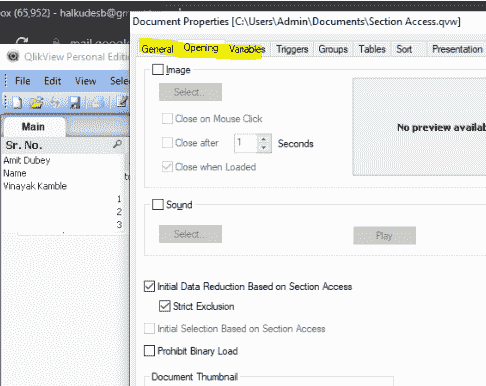 ox (65,952) - halkudesb@gr
mail.goog
QlikView Personal Editi
File Edit View Sele
Main
Sr. No.
Amit Dubey
Name
Vinayak Kamble
1
2
3
Document Properties [C:\Users\Admin\Documents\Section Access.qvw]
General Opening Variables Triggers Groups Tables Sort Presentation
Image
Select...
Close on Mouse Click
Close after 1 Seconds
Close when Loaded
No preview availab
Sound
Select... Play
Initial Data Reduction Based on Section Access
Strict Exclusion
Initial Selection Based on Section Access
Prohibit Binary Load
Document Thumbnail